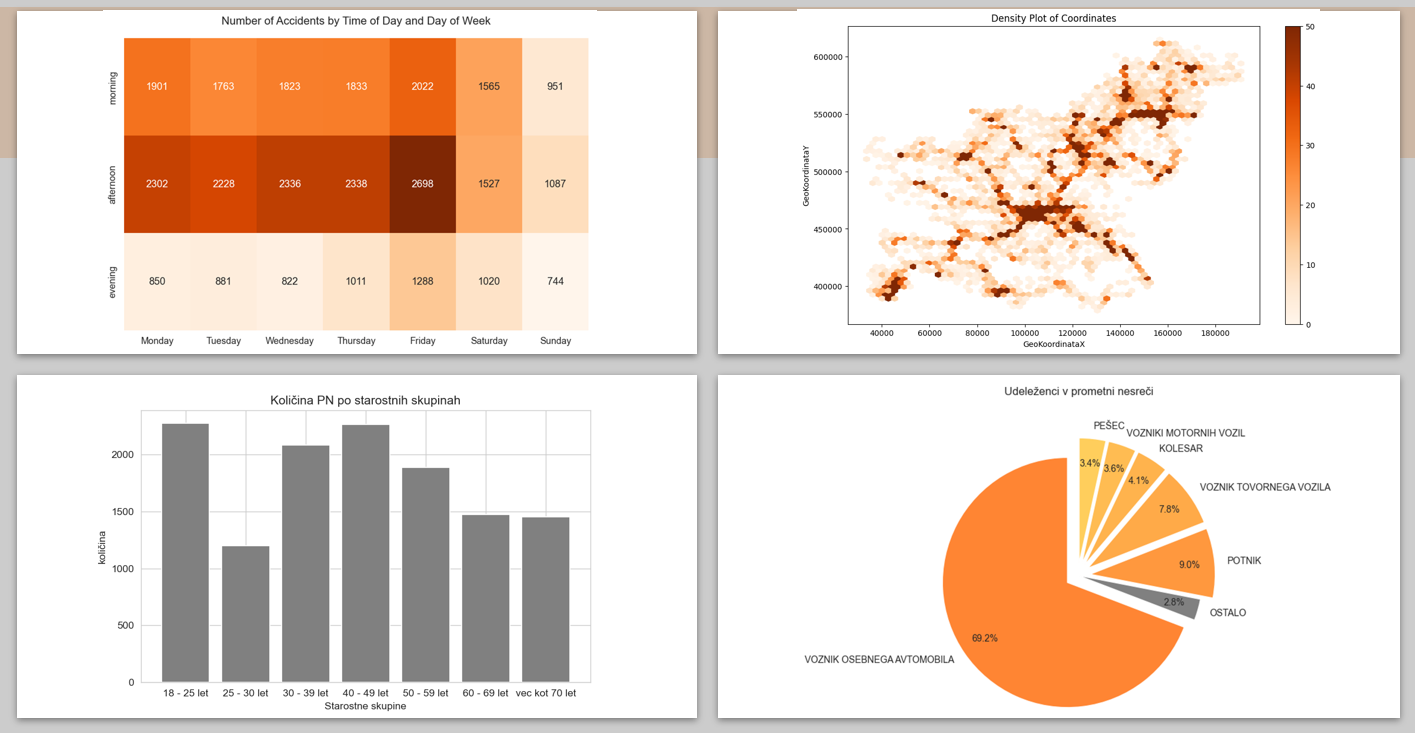 Number of Accidents by Time of Day and Day of Week
morning
1901 1763 1823 1833 2022 1565 951
afternoon
2302 2228 2336 2338 2698 1527 1087
evening
850 881 822 1011 1288 1020 744
Monday Tuesday Wednesday Thursday Friday Saturday Sunday
Density Plot of Coordinates
GeoKoordinataY
600000
550000
500000
450000
400000
40000 60000 80000 100000 120000 140000 160000 180000
GeoKoordinataX
50
40
30
20
10
0
Količina PN po starostnih skupinah
količina
2000
1500
1000
500
0
18 - 25 let 25 - 30 let 30 - 39 let 40 - 49 let 50 - 59 let 60 - 69 let vec kot 70 let
Starostne skupine
Udeleženci v prometni nesreči
PEŠEC
VOZNIKI MOTORNIH VOZIL
KOLESAR
3.4%
3.6%
4.1%
VOZNIK TOVORNEGA VOZILA
7.8%
POTNIK
9.0%
2.8%
OSTALO
69.2%
VOZNIK OSEBNEGA AVTOMOBILA